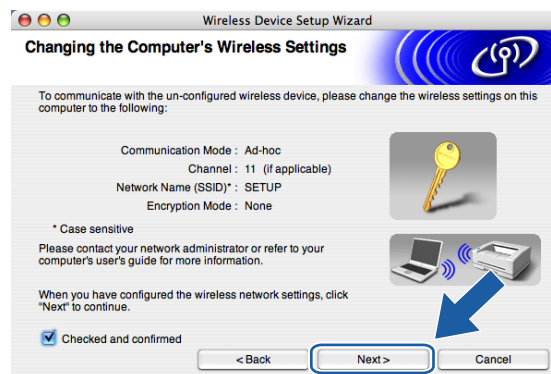 Wireless Device Setup Wizard
Changing the Computer's Wireless Settings
To communicate with the un-configured wireless device, please change the wireless settings on this
computer to the following:
Communication Mode : Ad-hoc
Channel : 11 (if applicable)
Network Name (SSID)* : SETUP
Encryption Mode : None
* Case sensitive
Please contact your network administrator or refer to your
computer's user's guide for more information.
When you have configured the wireless network settings, click
"Next" to continue.
Checked and confirmed
< Back Next > Cancel